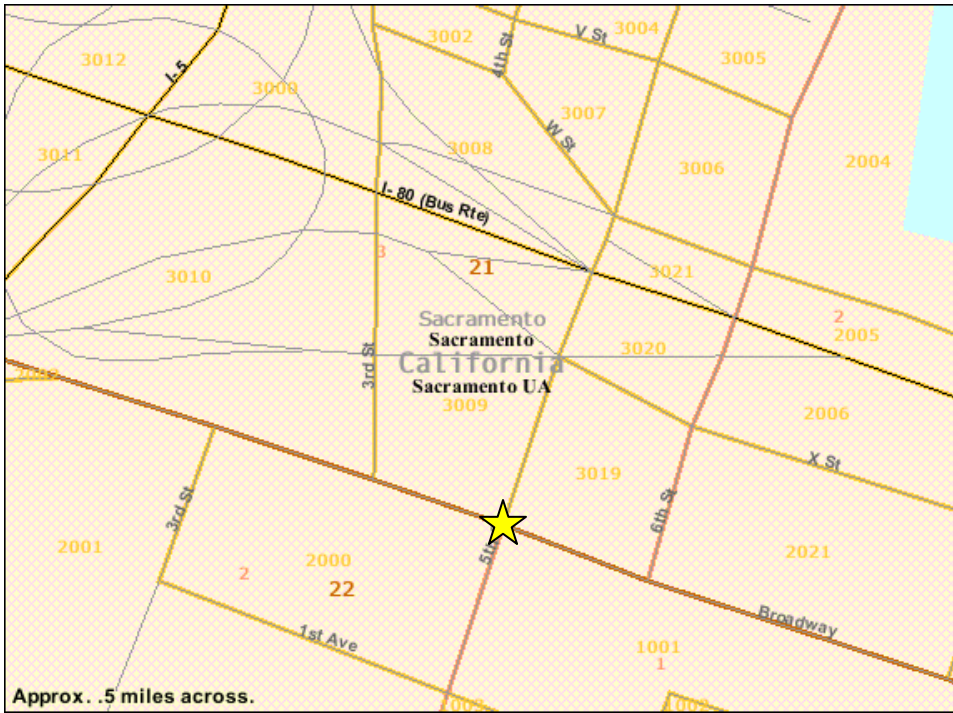 3004
V St
3002
4th St
3005
3012
I- 5
3000
3007
W St
3008
3011
3006
2004
I- 80 (Bus Rte)
3
21
3010
3021
2
2005
Sacramento
Sacramento
California
Sacramento UA
3020
3rd St
3009
2006
X St
3019
3rd St
6th St
5th
2001
2000
2
22
2021
Broadway
1st Ave
1001
1
Approx. .5 miles across.